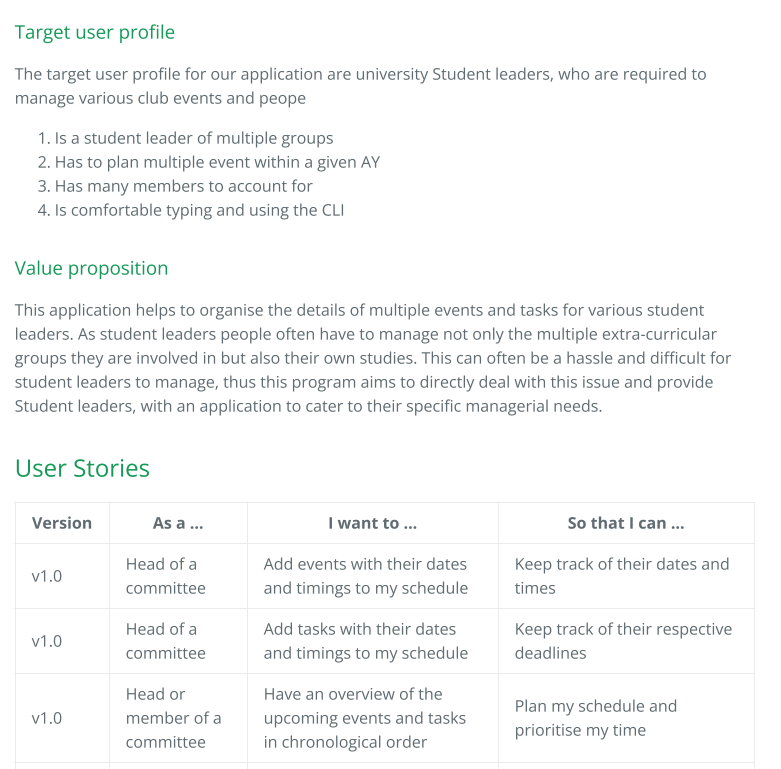 Target user profile
The target user profile for our application are university Student leaders, who are required to
manage various club events and peope
1. Is a student leader of multiple groups
2. Has to plan multiple event within a given AY
3. Has many members to account for
4. Is comfortable typing and using the CLI
Value proposition
This application helps to organise the details of multiple events and tasks for various student
leaders. As student leaders people often have to manage not only the multiple extra-curricular
groups they are involved in but also their own studies. This can often be a hassle and difficult for
student leaders to manage, thus this program aims to directly deal with this issue and provide
Student leaders, with an application to cater to their specific managerial needs.
User Stories
Version As a ... I want to ... So that I can ...
v1.0
Head of a
committee
Add events with their dates
and timings to my schedule
Keep track of their dates and
times
v1.0
Head of a
committee
Add tasks with their dates
and timings to my schedule
Keep track of their respective
deadlines
v1.0
Head or
member of a
committee
Have an overview of the
upcoming events and tasks
in chronological order
Plan my schedule and
prioritise my time